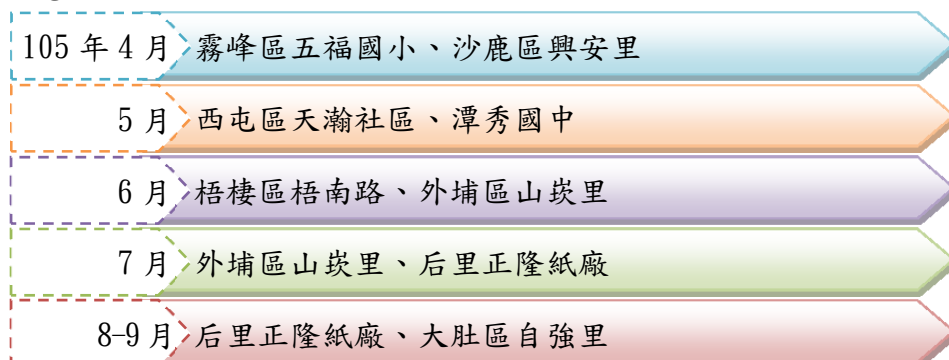 105 年 4 月 霧峰區五福國小、沙鹿區興安里
5 月 西屯區天瀚社區、潭秀國中
6 月 梧棲區梧南路、外埔區山崁里
7 月 外埔區山崁里、后里正隆紙廠
8-9 月 后里正隆紙廠、大肚區自強里